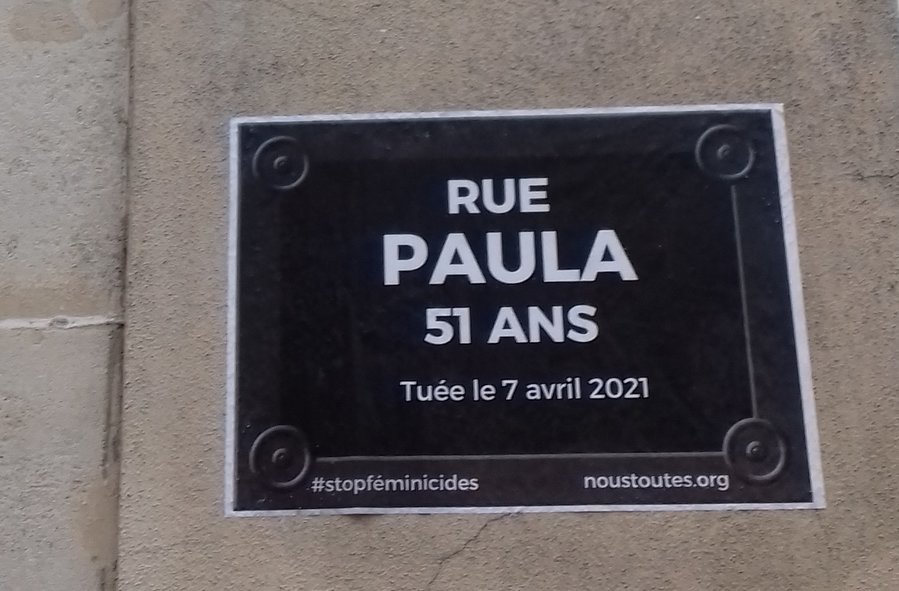 RUE
PAULA
51 ANS
Tuée le 7 avril 2021
#stopféminicides
noustoutes.org